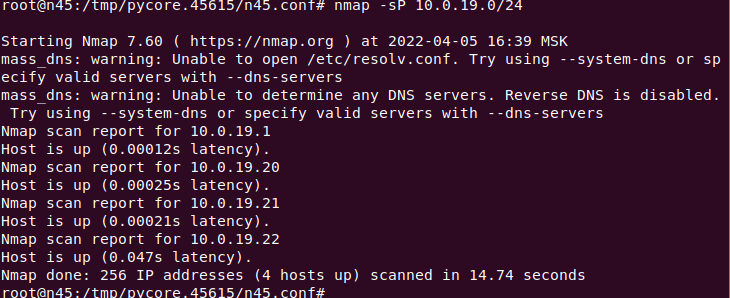 root@n45:/tmp/pycore.45615/n45.conf# nmap -sP 10.0.19.0/24
Starting Nmap 7.60 ( https://nmap.org ) at 2022-04-05 16:39 MSK
mass_dns: warning: Unable to open /etc/resolv.conf. Try using --system-dns or sp
ecify valid servers with --dns-servers
mass_dns: warning: Unable to determine any DNS servers. Reverse DNS is disabled.
 Try using --system-dns or specify valid servers with --dns-servers
Nmap scan report for 10.0.19.1
Host is up (0.00012s latency).
Nmap scan report for 10.0.19.20
Host is up (0.00025s latency).
Nmap scan report for 10.0.19.21
Host is up (0.00021s latency).
Nmap scan report for 10.0.19.22
Host is up (0.047s latency).
Nmap done: 256 IP addresses (4 hosts up) scanned in 14.74 seconds
root@n45:/tmp/pycore.45615/n45.conf#